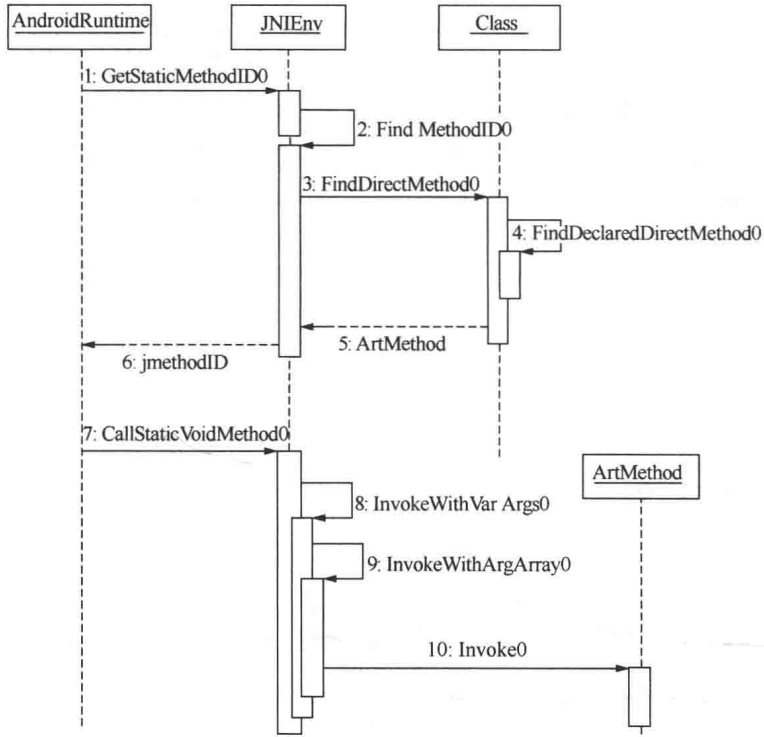 AndroidRuntime
JNIEnv
Class
1: GetStaticMethodID0
2: Find MethodID0
3: FindDirectMethod0
4: FindDeclaredDirectMethod0
5: ArtMethod
6: jmethodID
7: CallStaticVoidMethod0
ArtMethod
8: InvokeWithVar Args0
9: InvokeWithArgArray0
10: Invoke0